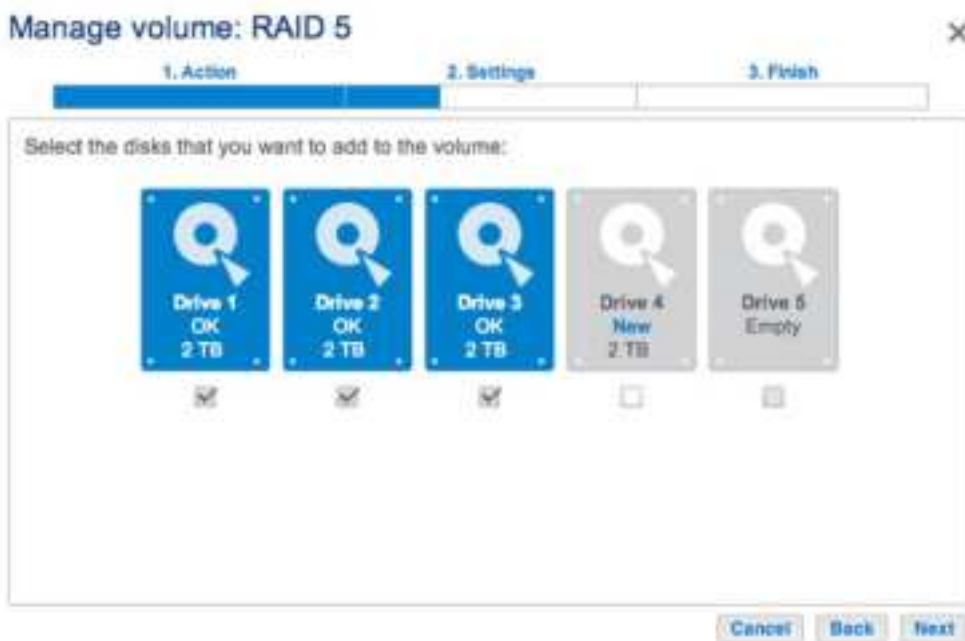 Manage volume: RAID 5
1. Action
2. Settings
3. Finish
Select the disks that you want to add to the volume:
Drive 1
OK
2 TB
Drive 2
OK
2 TB
Drive 3
OK
2 TB
Drive 4
New
2 TB
Drive 5
Empty
Cancel
Back
Next